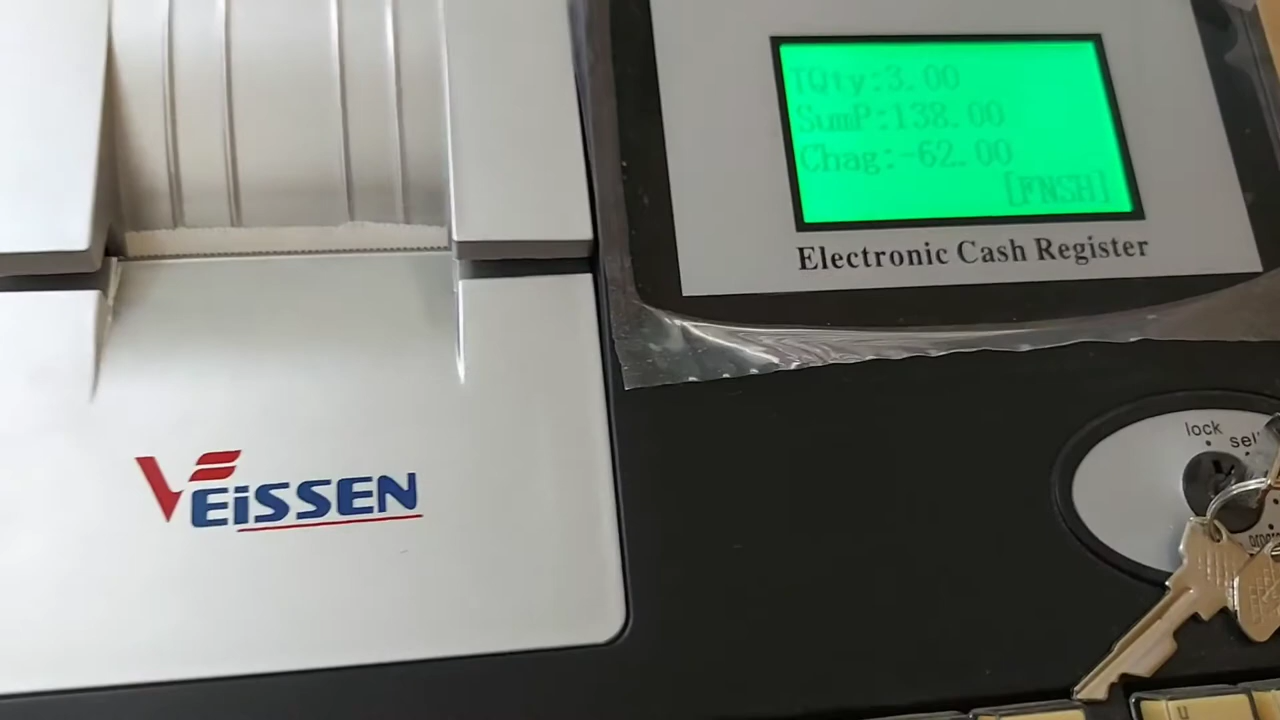 TQty:3.00
SumP:138.00
Chag:-62.00
[FNSH]
Electronic Cash Register
VEiSSEN
lock
U